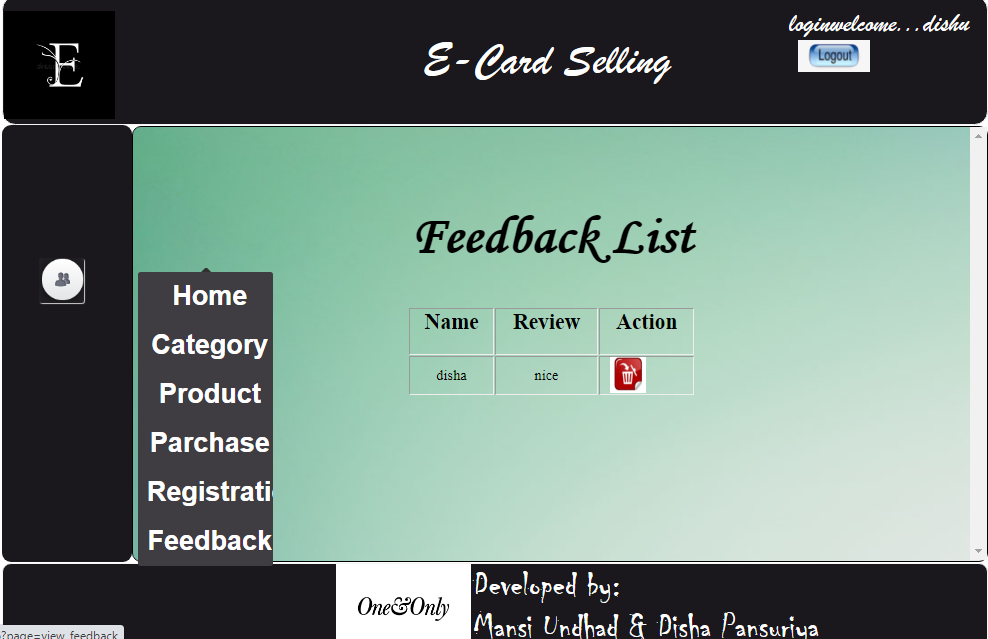 loginwelcome...dishu
E
E-Card Selling
Logout
Feedback List
Home
Category
Product
Parchase
Registrati
Feedback
Name Review Action
disha nice
One&Only
Developed by:
Mansi Undhad & Disha Pansuriya
?page=view_feedback